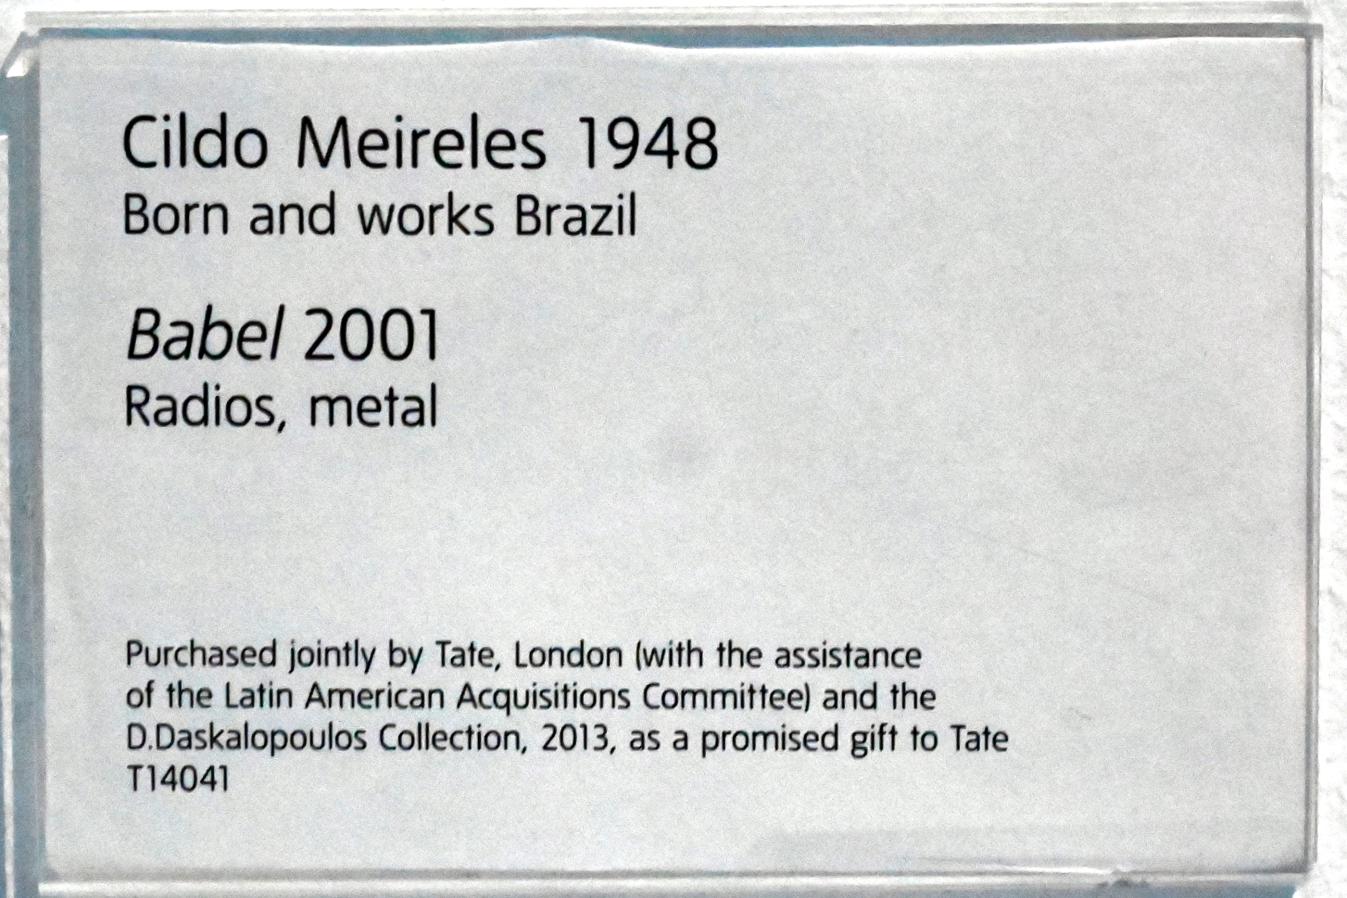 Cildo Meireles 1948
Born and works Brazil
Babel 2001
Radios, metal
Purchased jointly by Tate, London (with the assistance
of the Latin American Acquisitions Committee) and the
D.Daskalopoulos Collection, 2013, as a promised gift to Tate
T14041